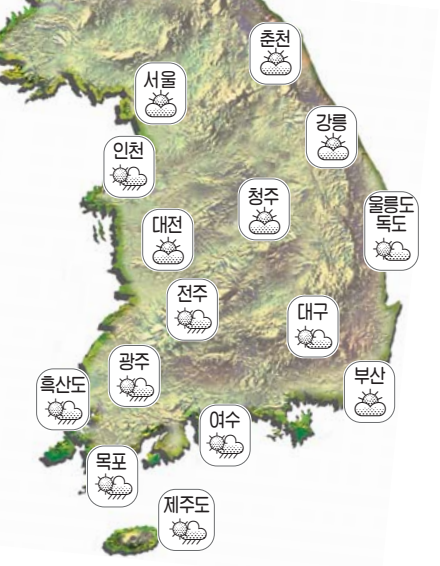 춘천
서울
강릉
인천
청주
울릉도
독도
대전
전주
대구
광주
부산
흑산도
여수
목포
제주도